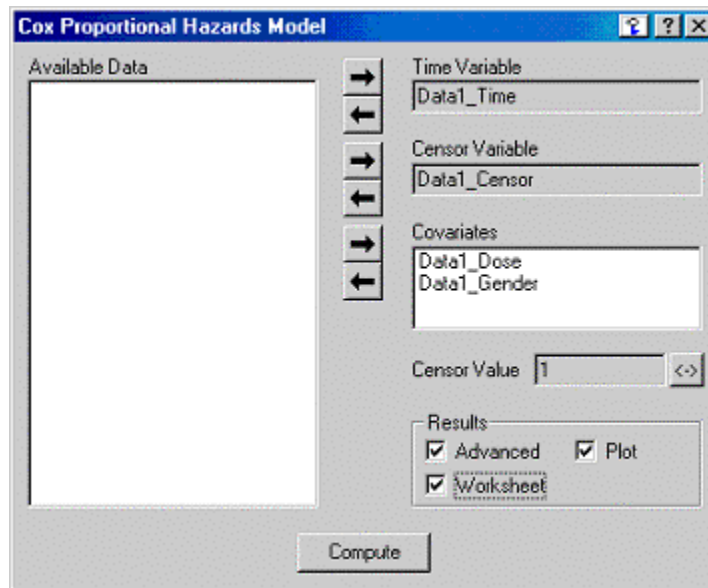 Cox Proportional Hazards Model
Available Data
Time Variable
Data1_Time
Censor Variable
Data1_Censor
Covariates
Data1_Dose
Data1_Gender
Censor Value 1 <->
Results
Advanced Plot
Worksheet
Compute